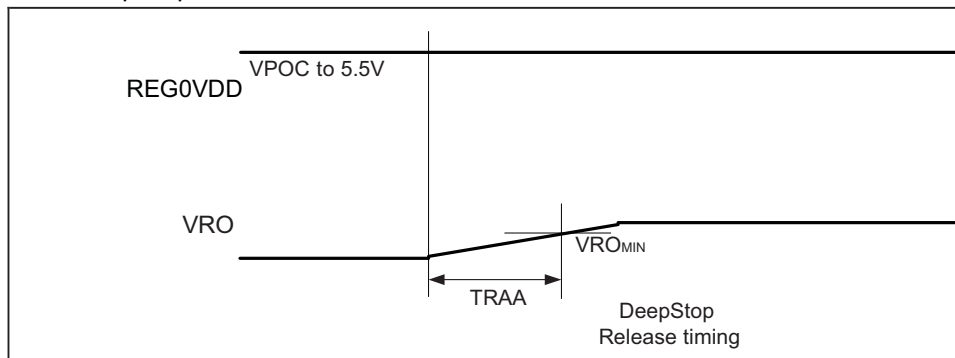 VPOC to 5.5V
REG0VDD
VRO
VROMIN
TRAA
DeepStop
Release timing